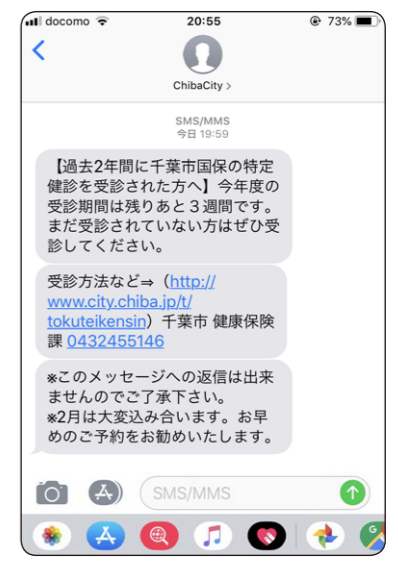 docomo
20:55
73%
ChibaCity >
SMS/MMS
今日 19:59
【過去2年間に千葉市国保の特定
健診を受診された方へ】今年度の
受診期間は残りあと３週間です。
まだ受診されていない方はぜひ受
診してください。
受診方法など⇒（http://
www.city.chiba.jp/t/
tokuteikensin）千葉市 健康保険
課 0432455146
※このメッセージへの返信は出来
ませんのでご了承下さい。
※2月は大変込み合います。お早
めのご予約をお勧めいたします。
SMS/MMS
G